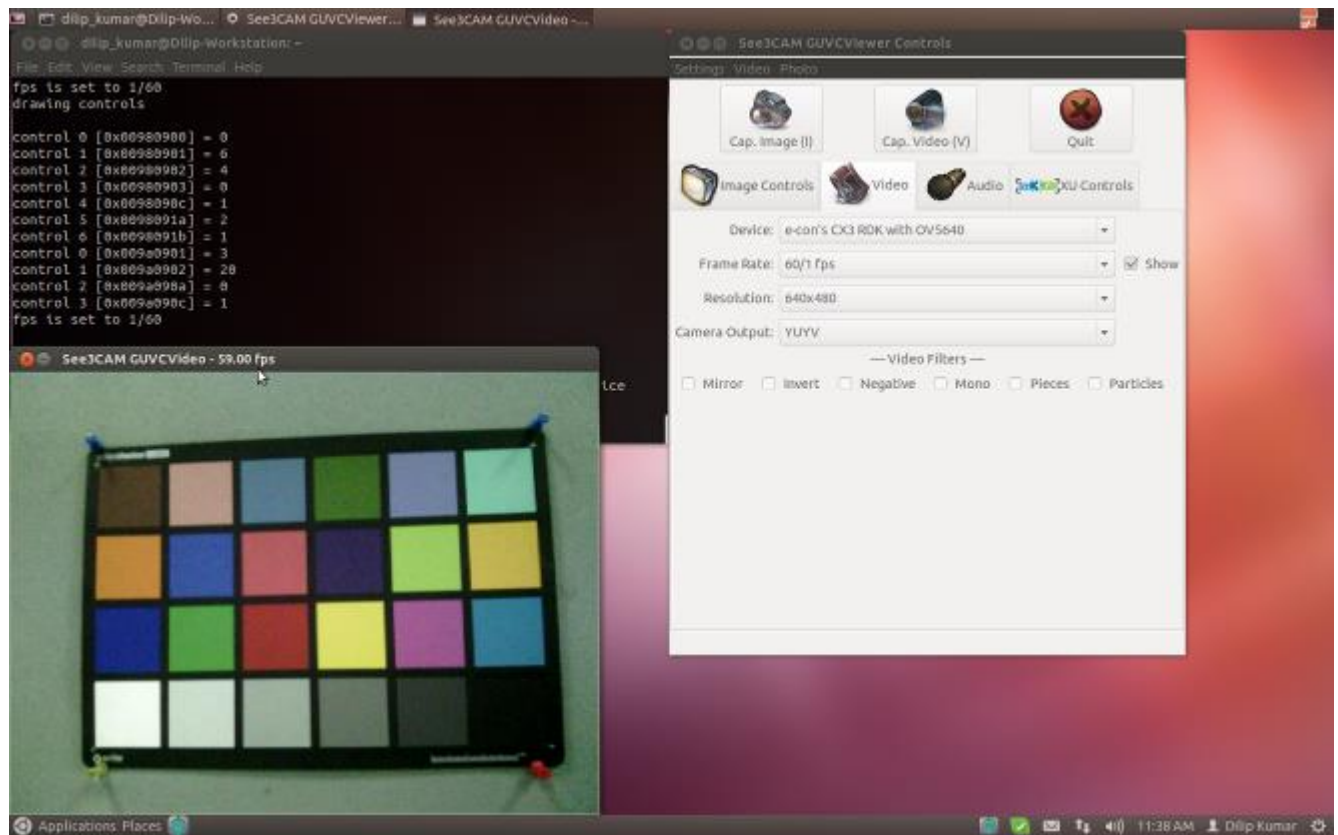 dilip_kumar@Dilip-Wo... See3CAM GUVCViewer... See3CAM GUVCVideo -...
dilip_kumar@Dilip-Workstation: ~
File Edit View Search Terminal Help
fps is set to 1/60
drawing controls
control 0 [0x00980900] = 0
control 1 [0x00980901] = 6
control 2 [0x00980902] = 4
control 3 [0x00980903] = 0
control 4 [0x0098090c] = 1
control 5 [0x0098091a] = 2
control 6 [0x0098091b] = 1
control 0 [0x009a0901] = 3
control 1 [0x009a0902] = 20
control 2 [0x009a090a] = 0
control 3 [0x009a090c] = 1
fps is set to 1/60
ice
See3CAM GUVCVideo - 59.00 fps
See3CAM GUVCViewer Controls
Settings Video Photo
Cap. Image (I) Cap. Video (V) Quit
Image Controls Video Audio XU Controls
Device: e-con's CX3 RDK with OV5640
Frame Rate: 60/1 fps Show
Resolution: 640x480
Camera Output: YUYV
— Video Filters —
Mirror Invert Negative Mono Pieces Particles
Applications Places 11:38 AM Dilip Kumar